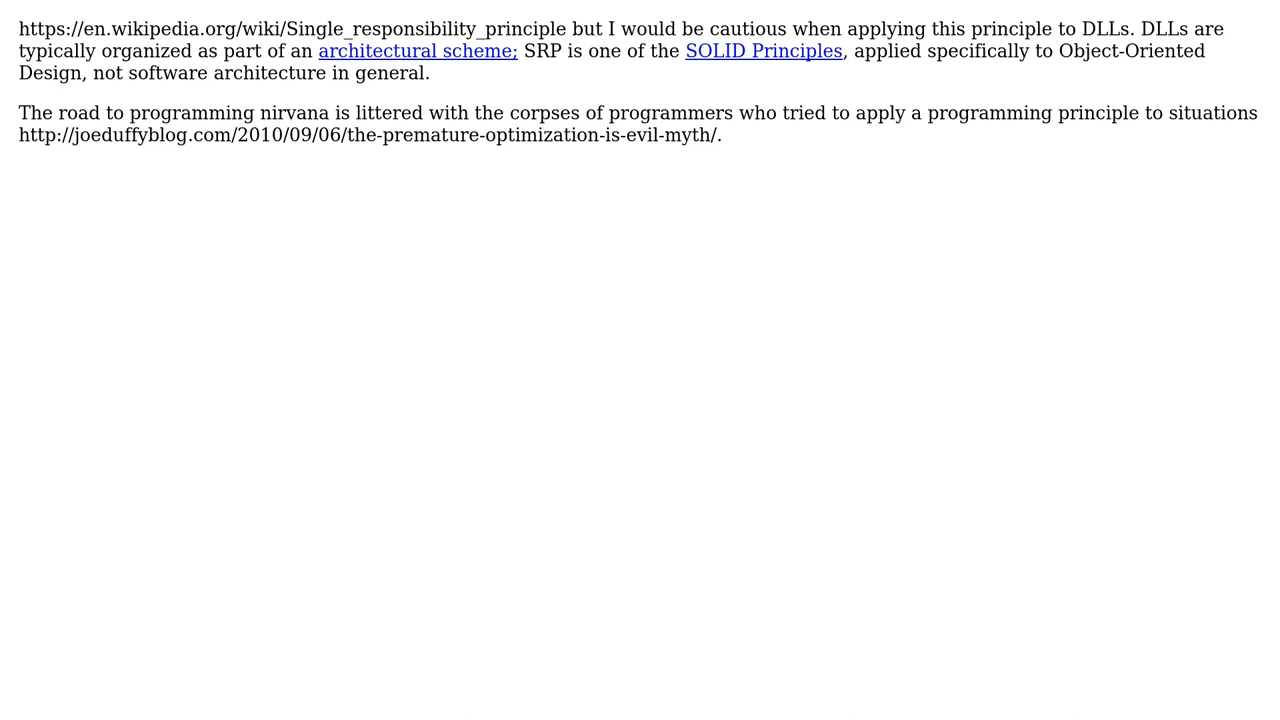 https://en.wikipedia.org/wiki/Single_responsibility_principle but I would be cautious when applying this principle to DLLs. DLLs are
typically organized as part of an architectural scheme; SRP is one of the SOLID Principles, applied specifically to Object-Oriented
Design, not software architecture in general.
The road to programming nirvana is littered with the corpses of programmers who tried to apply a programming principle to situations
http://joeduffyblog.com/2010/09/06/the-premature-optimization-is-evil-myth/.